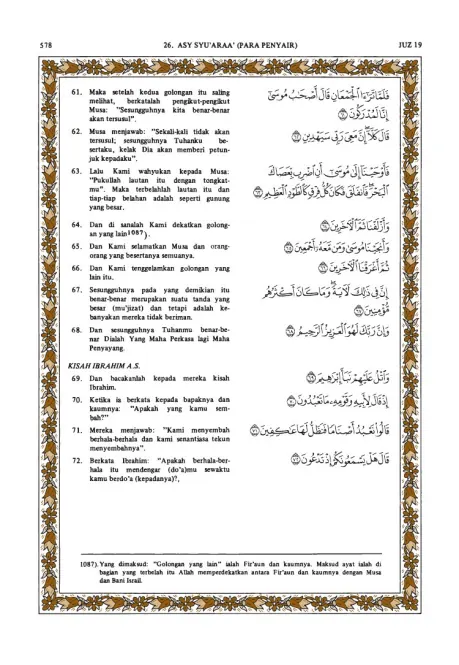 578 26. ASY SYU'ARAA' (PARA PENYAIR) JUZ 19
61. Maka setelah kedua golongan itu saling
melihat, berkatalah pengikut-pengikut
Musa: "Sesungguhnya kita benar-benar
akan tersusul".
فَلَمَّا تَرَٰٓءَا ٱلْجَمْعَانِ قَالَ أَصْحَٰبُ مُوسَىٰٓ
إِنَّا لَمُدْرَكُونَ ٦١
62. Musa menjawab: "Sekali-kali tidak akan
tersusul; sesungguhnya Tuhanku be-
sertaku, kelak Dia akan memberi petun-
juk kepadaku".
قَالَ كَلَّآ إِنَّ مَعِىَ رَبِّى سَيَهْدِينِ ٦٢
63. Lalu Kami wahyukan kepada Musa:
"Pukullah lautan itu dengan tongkat-
mu". Maka terbelahlah lautan itu dan
tiap-tiap belahan adalah seperti gunung
yang besar.
فَأَوْحَيْنَآ إِلَىٰ مُوسَىٰٓ أَنِ ٱضْرِب بِّعَصَاكَ
ٱلْبَحْرَ فَٱنفَلَقَ فَكَانَ كُلُّ فِرْقٍ كَٱلطَّوْدِ ٱلْعَظِيمِ ٦٣
64. Dan di sanalah Kami dekatkan golong-
an yang lain1087).
وَأَزْلَفْنَا ثَمَّ ٱلْءَاخَرِينَ ٦٤
65. Dan Kami selamatkan Musa dan orang-
orang yang besertanya semuanya.
وَأَنجَيْنَا مُوسَىٰ وَمَن مَّعَهُۥٓ أَجْمَعِينَ ٦٥
66. Dan Kami tenggelamkan golongan yang
lain itu.
ثُمَّ أَغْرَقْنَا ٱلْءَاخَرِينَ ٦٦
67. Sesungguhnya pada yang demikian itu
benar-benar merupakan suatu tanda yang
besar (mu'jizat) dan tetapi adalah ke-
banyakan mereka tidak beriman.
إِنَّ فِى ذَٰلِكَ لَءَايَةً وَمَا كَانَ أَكْثَرُهُم
مُّؤْمِنِينَ ٦٧
68. Dan sesungguhnya Tuhanmu benar-be-
nar Dialah Yang Maha Perkasa lagi Maha
Penyayang.
وَإِنَّ رَبَّكَ لَهُوَ ٱلْعَزِيزُ ٱلرَّحِيمُ ٦٨
KISAH IBRAHIM A.S.
69. Dan bacakanlah kepada mereka kisah
Ibrahim.
وَٱتْلُ عَلَيْهِمْ نَبَأَ إِبْرَٰهِيمَ ٦٩
70. Ketika ia berkata kepada bapaknya dan
kaumnya: "Apakah yang kamu sem-
bah?"
إِذْ قَالَ لِأَبِيهِ وَقَوْمِهِۦ مَا تَعْبُدُونَ ٧٠
71. Mereka menjawab: "Kami menyembah
berhala-berhala dan kami senantiasa tekun
menyembahnya".
قَالُوا۟ نَعْبُدُ أَصْنَامًا فَنَظَلُّ لَهَا عَٰكِفِينَ ٧١
72. Berkata Ibrahim: "Apakah berhala-ber-
hala itu mendengar (do'a)mu sewaktu
kamu berdo'a (kepadanya)?,
قَالَ هَلْ يَسْمَعُونَكُمْ إِذْ تَدْعُونَ ٧٢
1087). Yang dimaksud: "Golongan yang lain" ialah Fir'aun dan kaumnya. Maksud ayat ialah di
bagian yang terbelah itu Allah memperdekatkan antara Fir'aun dan kaumnya dengan Musa
dan Bani Israil.